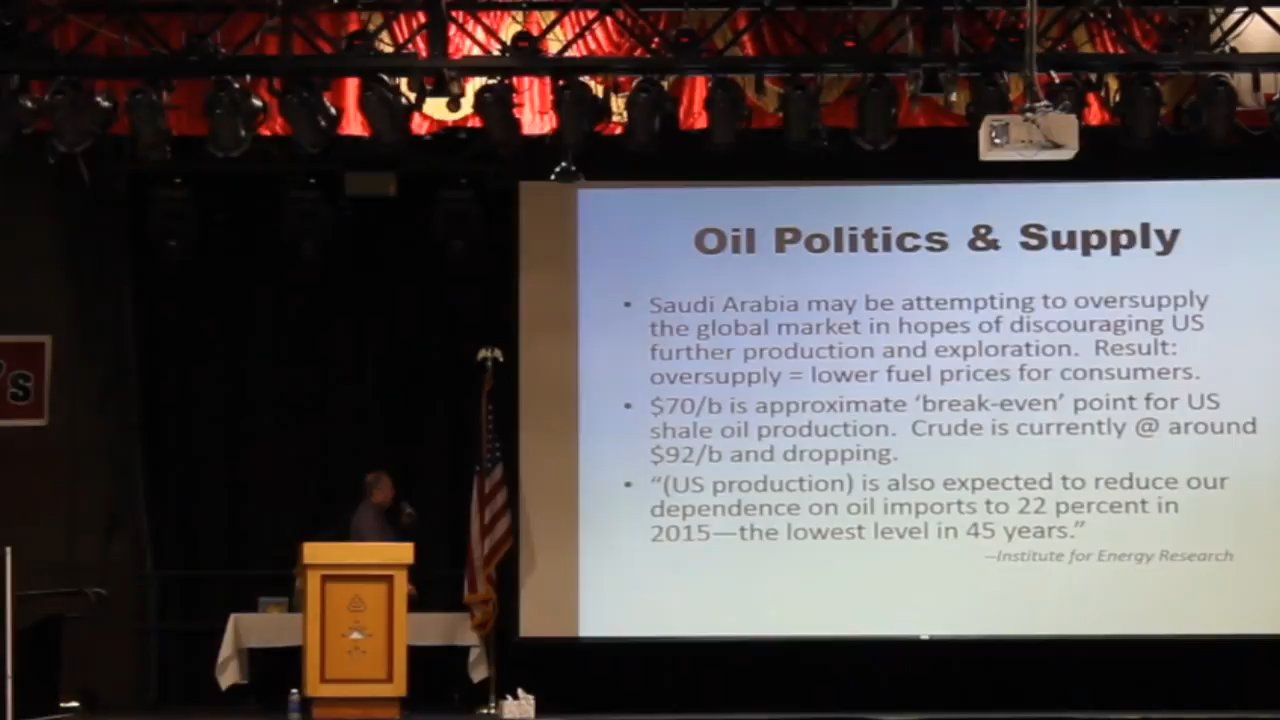 Oil Politics & Supply
• Saudi Arabia may be attempting to oversupply
the global market in hopes of discouraging US
further production and exploration.  Result:
oversupply = lower fuel prices for consumers.
• $70/b is approximate ‘break-even’ point for US
shale oil production.  Crude is currently @ around
$92/b and dropping.
• “(US production) is also expected to reduce our
dependence on oil imports to 22 percent in
2015—the lowest level in 45 years.”
–Institute for Energy Research
'S